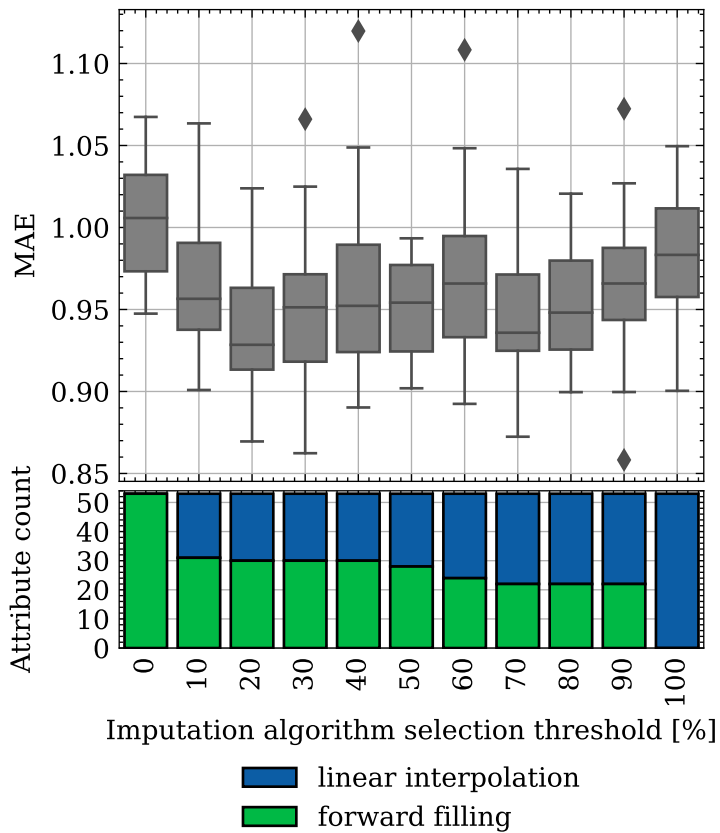 1.10
1.05
1.00
0.95
0.90
0.85
MAE
50
40
30
20
10
0
Attribute count
0 10 20 30 40 50 60 70 80 90 100
Imputation algorithm selection threshold [%]
linear interpolation
forward filling